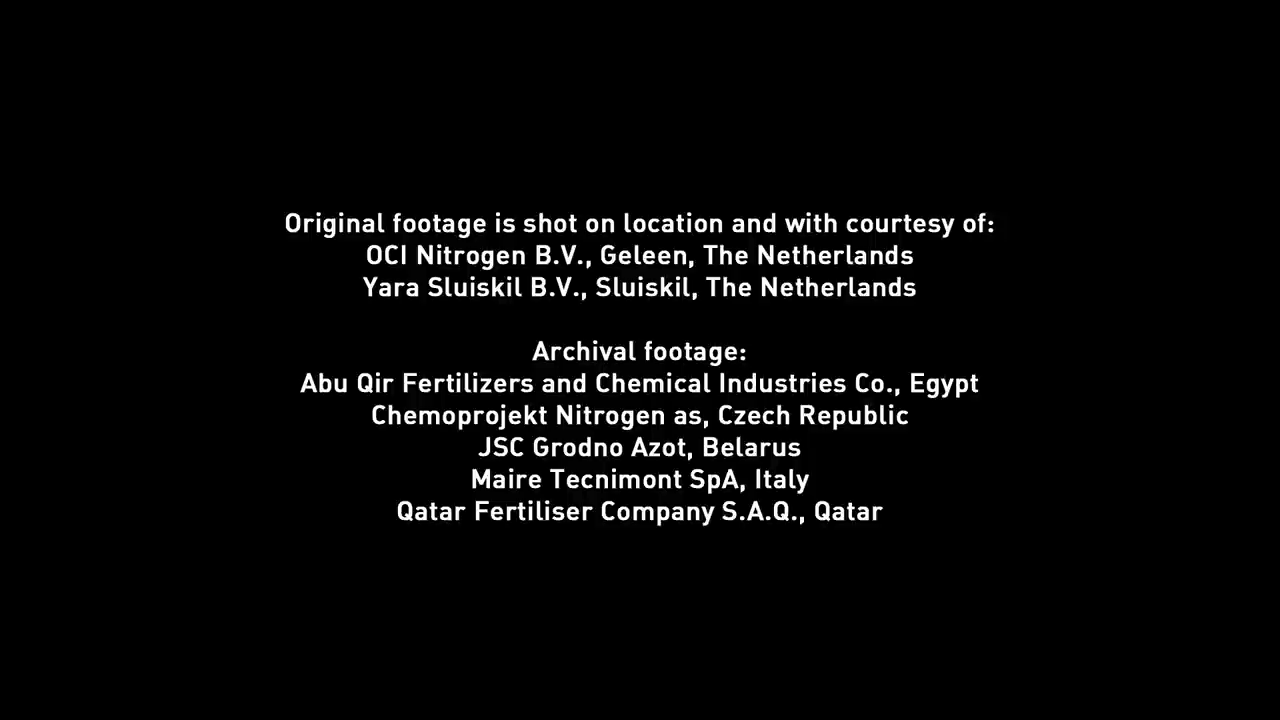 Original footage is shot on location and with courtesy of:
OCI Nitrogen B.V., Geleen, The Netherlands
Yara Sluiskil B.V., Sluiskil, The Netherlands
Archival footage:
Abu Qir Fertilizers and Chemical Industries Co., Egypt
Chemoprojekt Nitrogen as, Czech Republic
JSC Grodno Azot, Belarus
Maire Tecnimont SpA, Italy
Qatar Fertiliser Company S.A.Q., Qatar